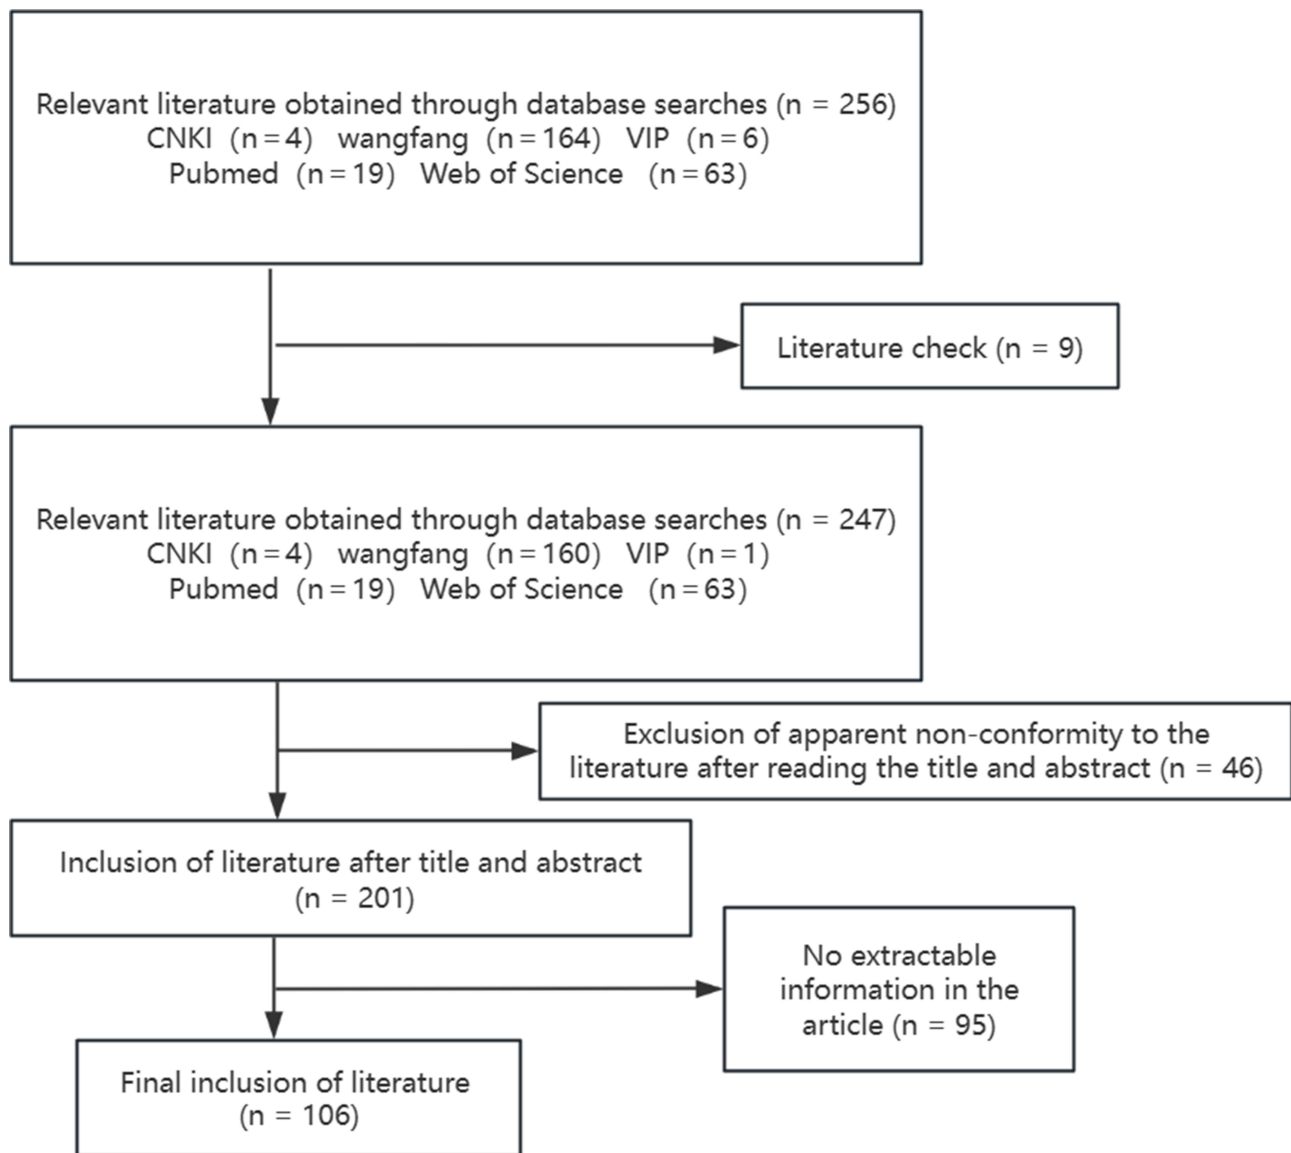 Relevant literature obtained through database searches (n = 256)
CNKI (n=4) wangfang (n=164) VIP (n=6)
Pubmed (n=19) Web of Science (n=63)
Literature check (n = 9)
Relevant literature obtained through database searches (n = 247)
CNKI (n=4) wangfang (n=160) VIP (n=1)
Pubmed (n=19) Web of Science (n=63)
Exclusion of apparent non-conformity to the
literature after reading the title and abstract (n = 46)
Inclusion of literature after title and abstract
(n = 201)
No extractable
information in the
article (n = 95)
Final inclusion of literature
(n = 106)